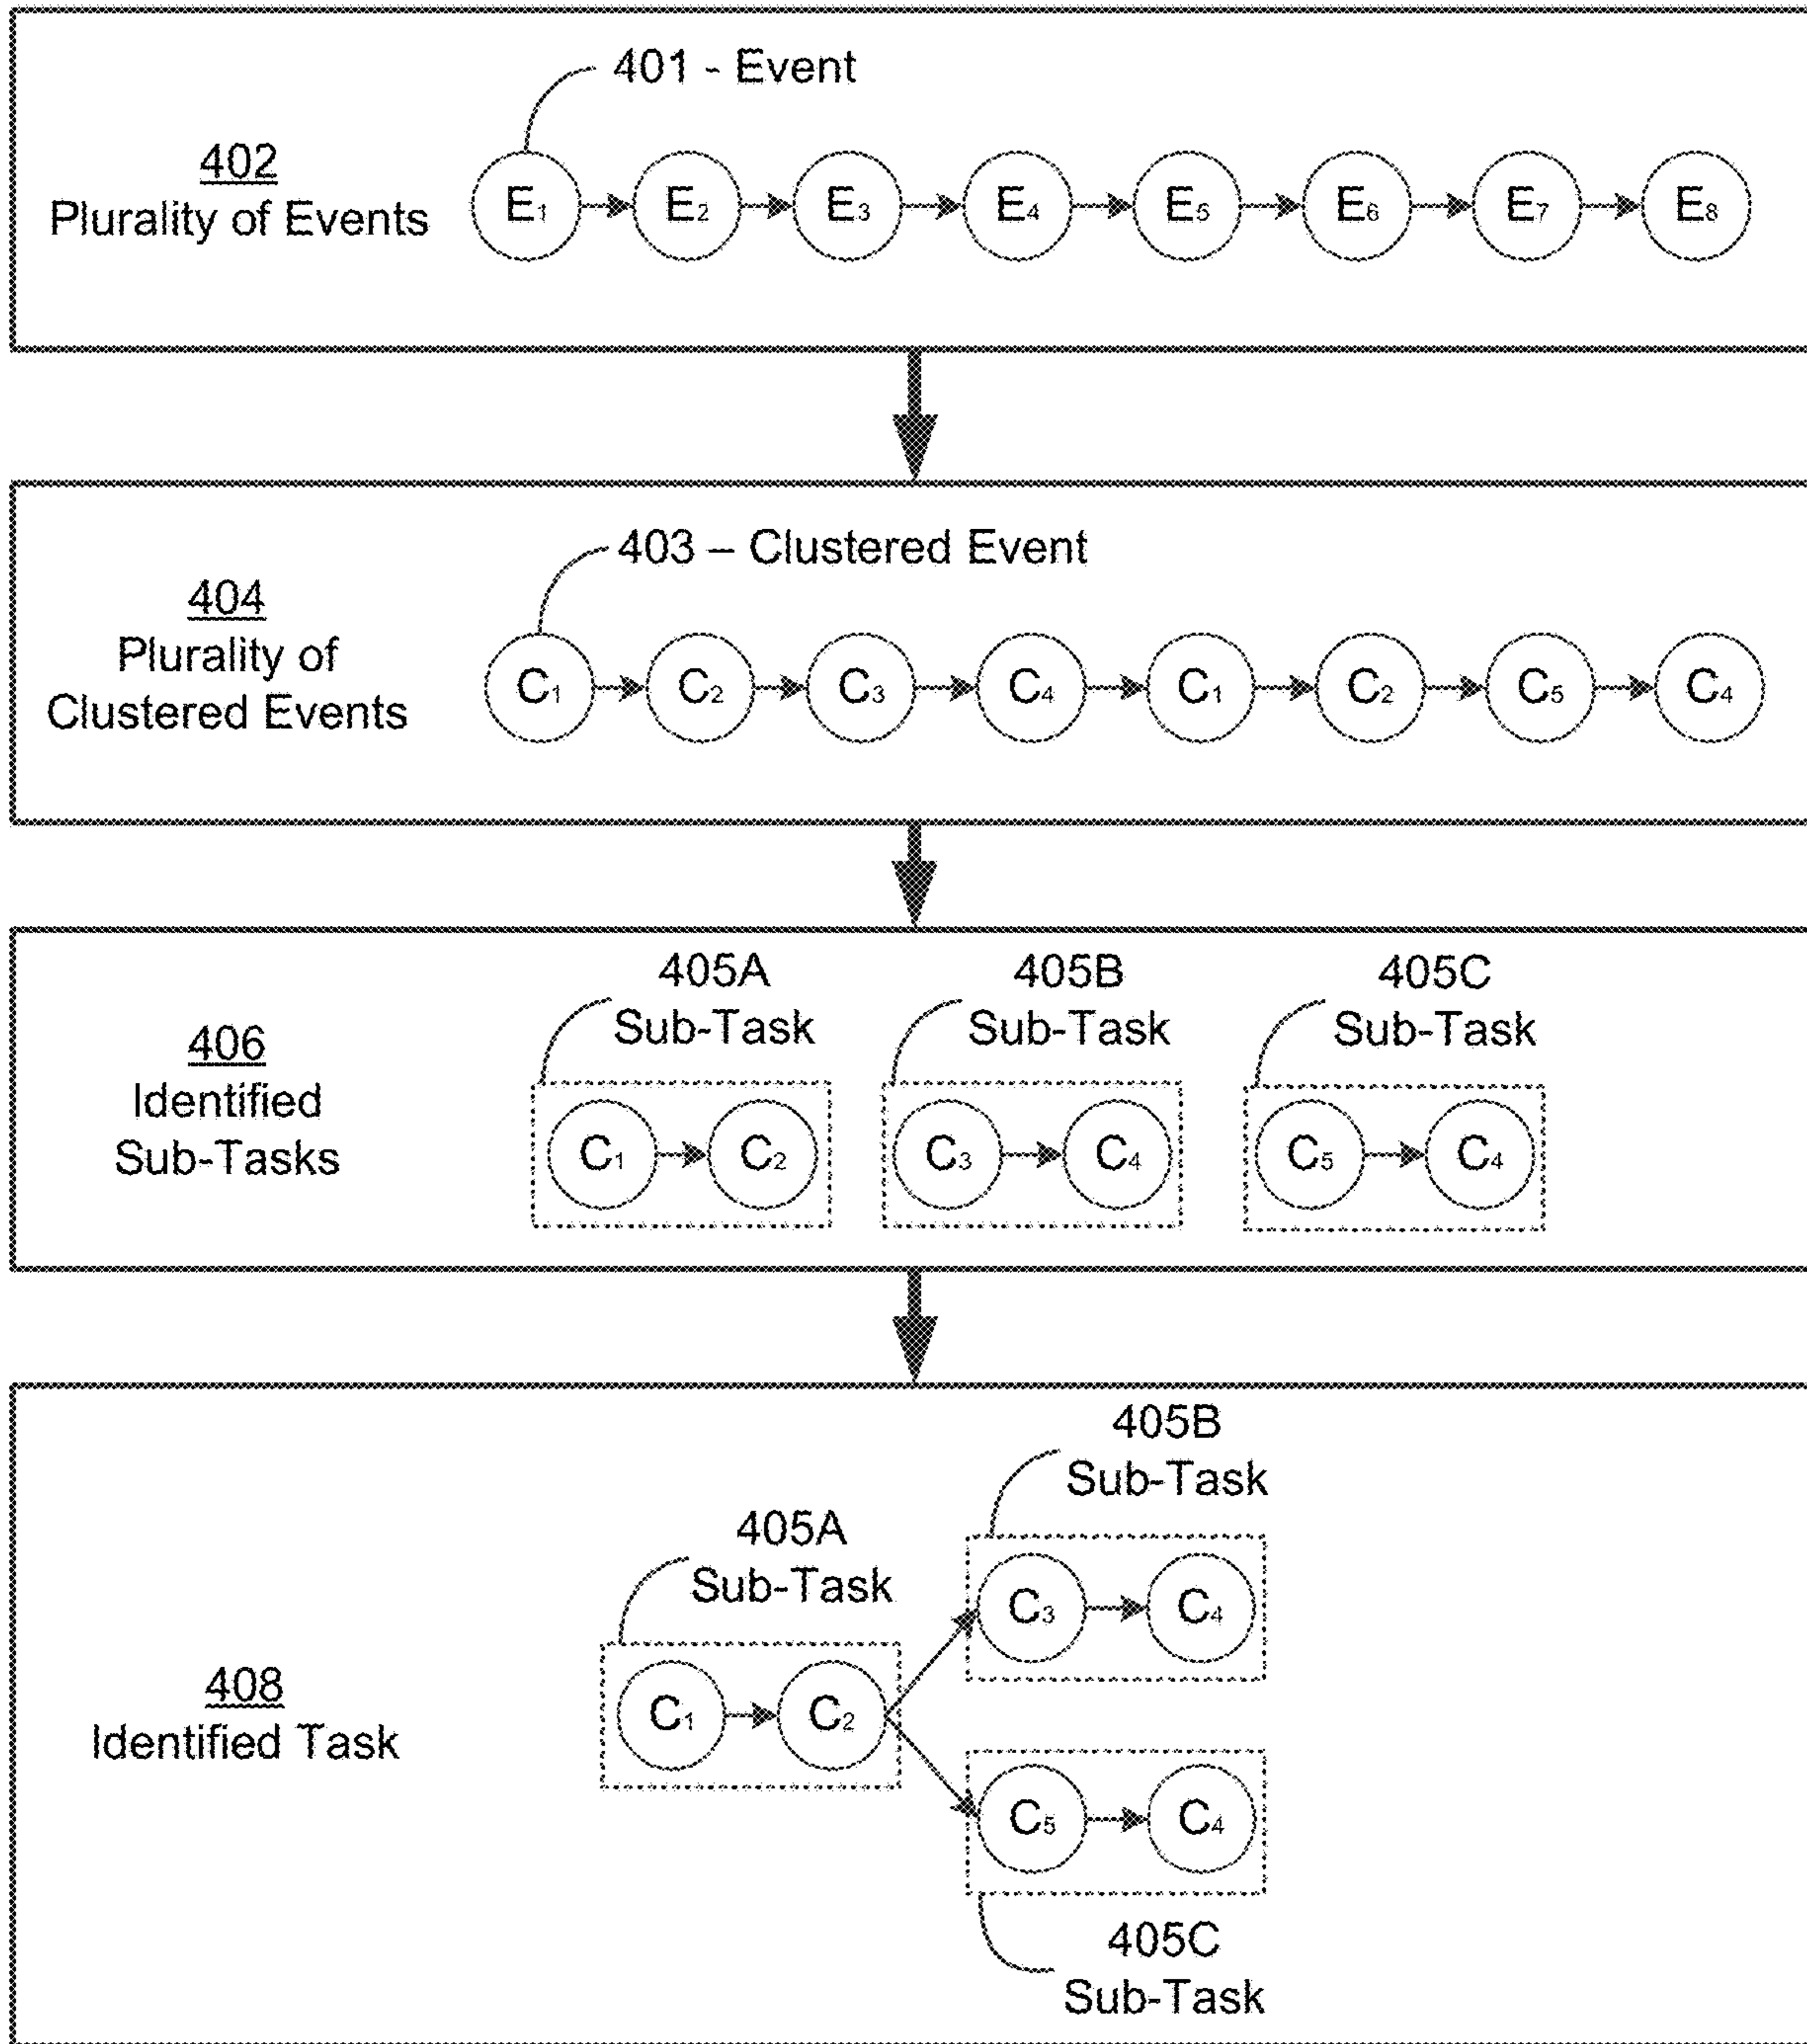 401 - Event
402
Plurality of Events
E1 E2 E3 E4 E5 E6 E7 E8
403 – Clustered Event
404
Plurality of
Clustered Events
C1 C2 C3 C4 C1 C2 C5 C4
405A
Sub-Task
405B
Sub-Task
405C
Sub-Task
406
Identified
Sub-Tasks
C1 C2 C3 C4 C5 C4
405B
Sub-Task
405A
Sub-Task
C3 C4
408
Identified Task
C1 C2
C5 C4
405C
Sub-Task